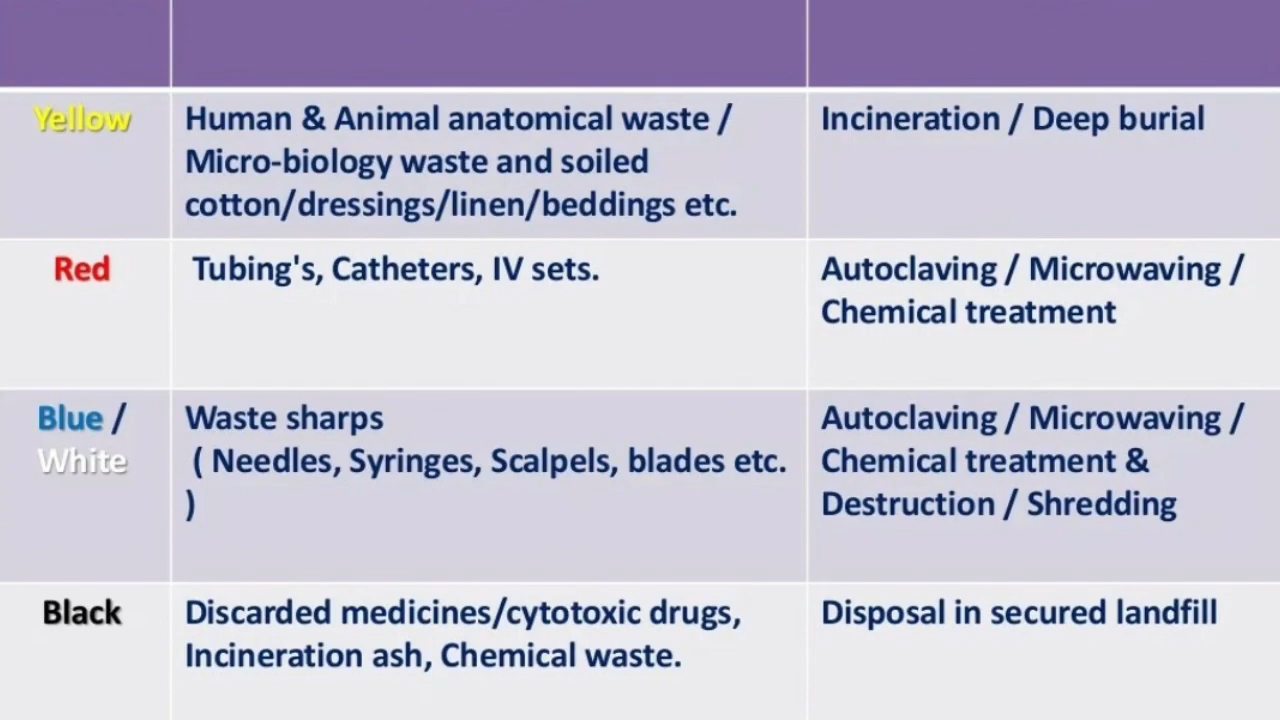 Yellow
Human & Animal anatomical waste /
Micro-biology waste and soiled
cotton/dressings/linen/beddings etc.
Incineration / Deep burial
Red
Tubing's, Catheters, IV sets.
Autoclaving / Microwaving /
Chemical treatment
Blue /
White
Waste sharps
( Needles, Syringes, Scalpels, blades etc.
)
Autoclaving / Microwaving /
Chemical treatment &
Destruction / Shredding
Black
Discarded medicines/cytotoxic drugs,
Incineration ash, Chemical waste.
Disposal in secured landfill